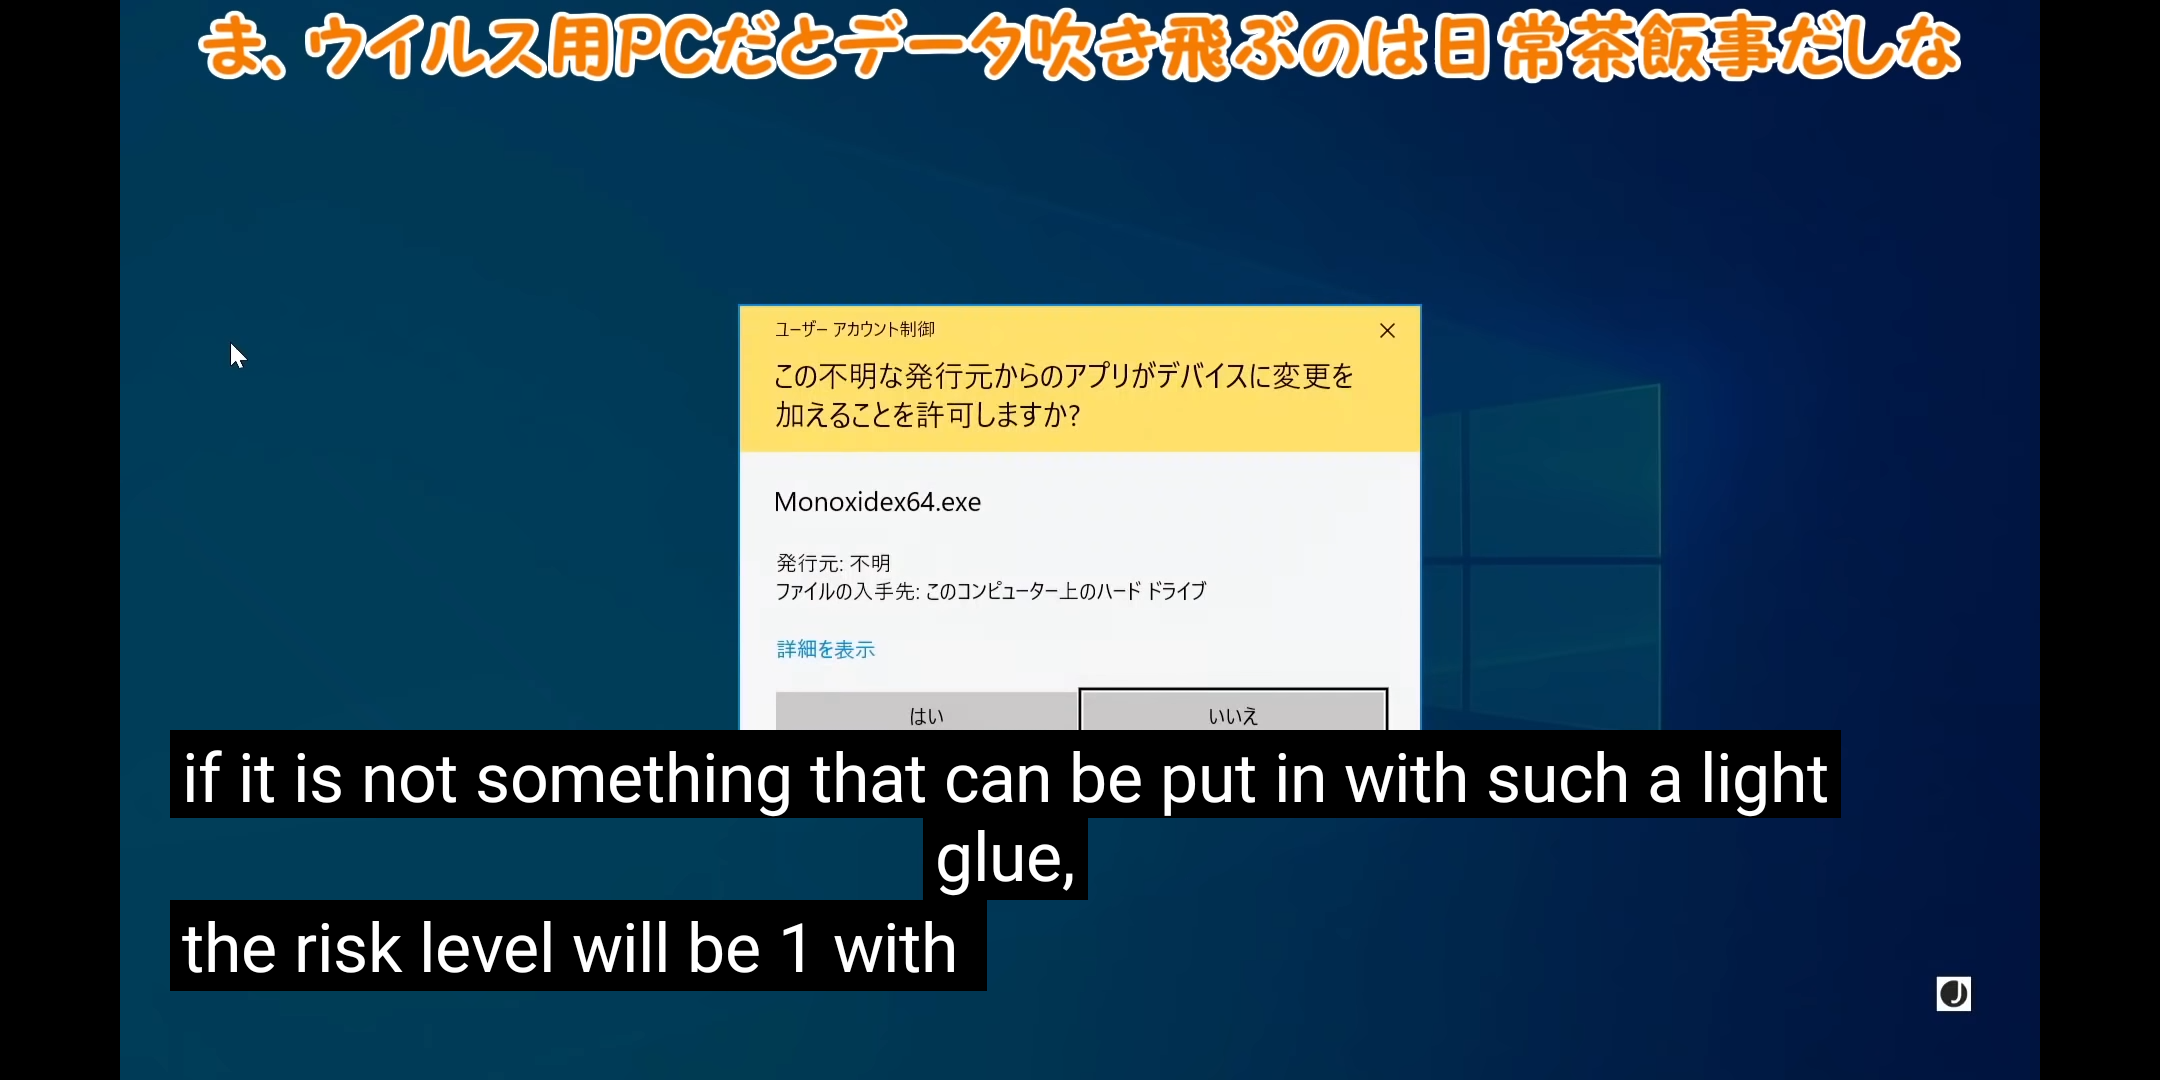 ま、ウイルス用PCだとデータ吹き飛ぶのは日常茶飯事だしな
ユーザー アカウント制御
この不明な発行元からのアプリがデバイスに変更を
加えることを許可しますか?
Monoxidex64.exe
発行元: 不明
ファイルの入手先: このコンピューター上のハード ドライブ
詳細を表示
はい
いいえ
if it is not something that can be put in with such a light
glue,
the risk level will be 1 with
J